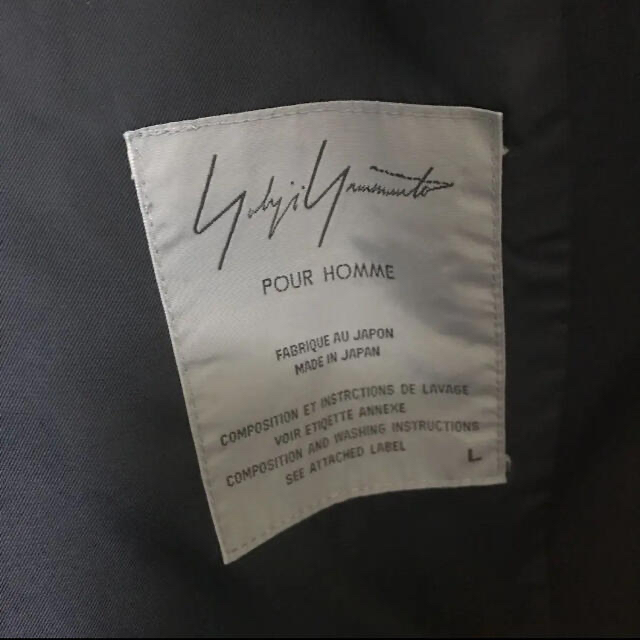 Yohji Yamamoto
POUR HOMME
FABRIQUE AU JAPON
MADE IN JAPAN
COMPOSITION ET INSTRCTIONS DE LAVAGE
VOIR ETIQETTE ANNEXE
COMPOSITION AND WASHING INSTRUCTIONS
SEE ATTACHED LABEL
L